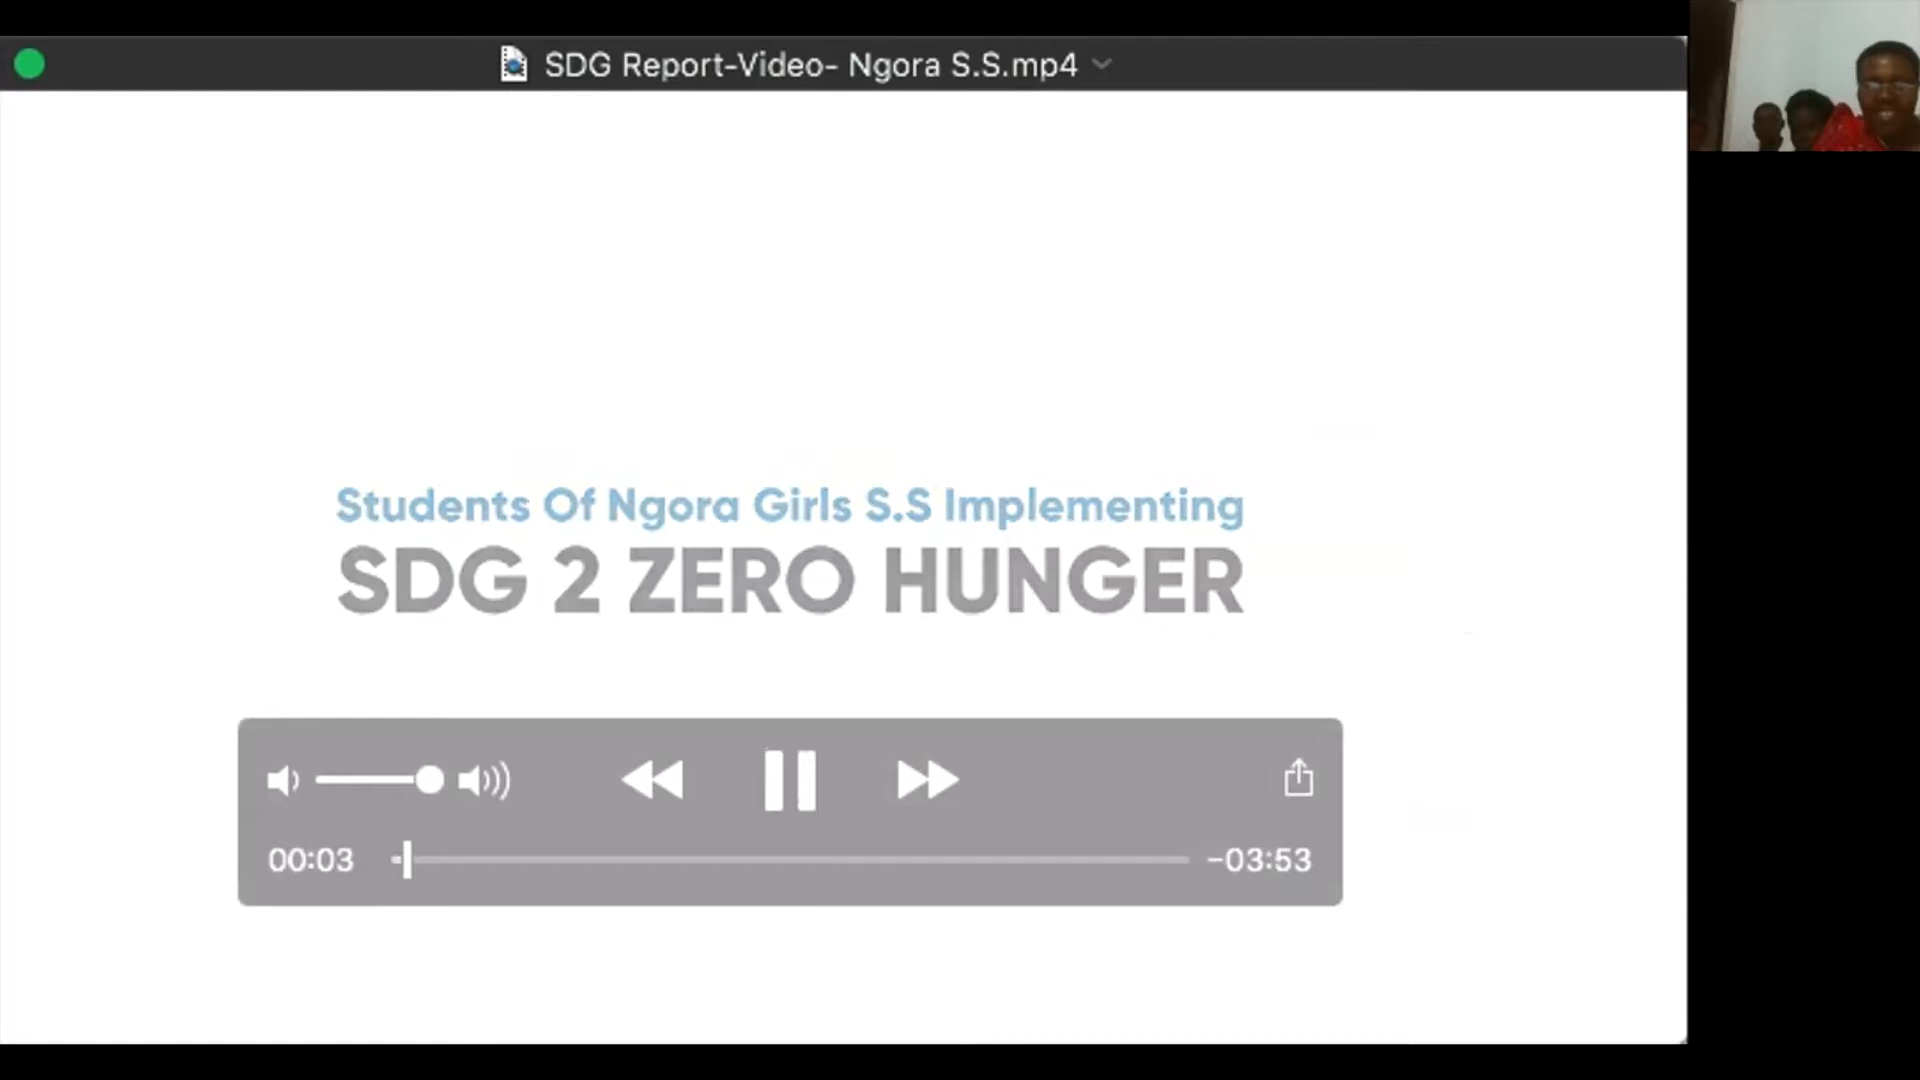 SDG Report-Video- Ngora S.S.mp4
Students Of Ngora Girls S.S Implementing
SDG 2 ZERO HUNGER
00:03
-03:53